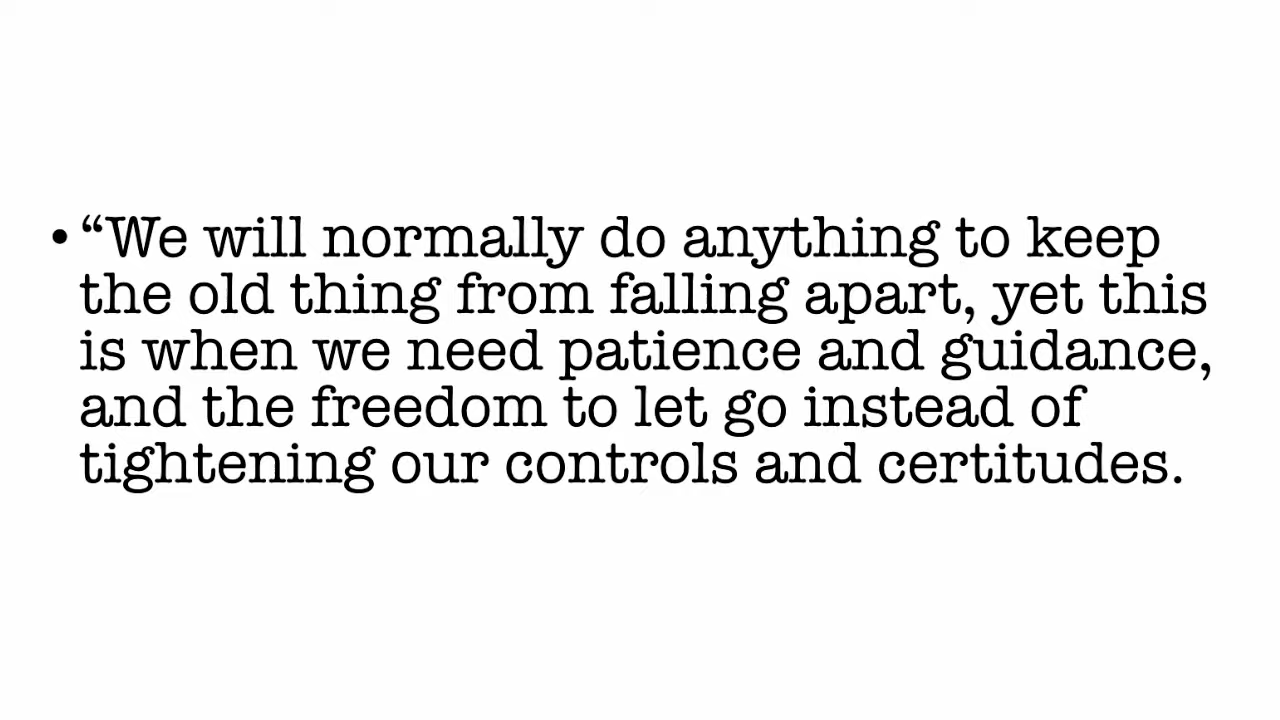 • “We will normally do anything to keep
the old thing from falling apart, yet this
is when we need patience and guidance,
and the freedom to let go instead of
tightening our controls and certitudes.